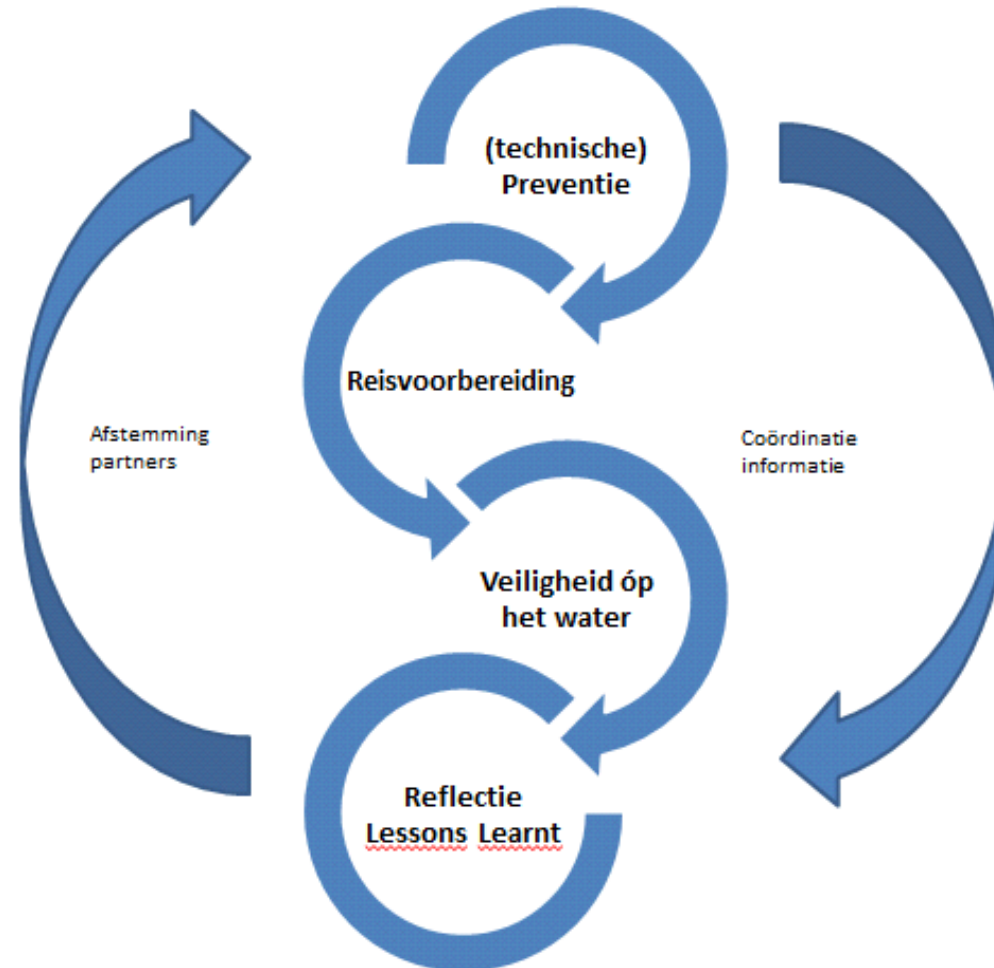 (technische)
Preventie
Reisvoorbereiding
Afstemming
partners
Coördinatie
informatie
Veiligheid óp
het water
Reflectie
Lessons Learnt